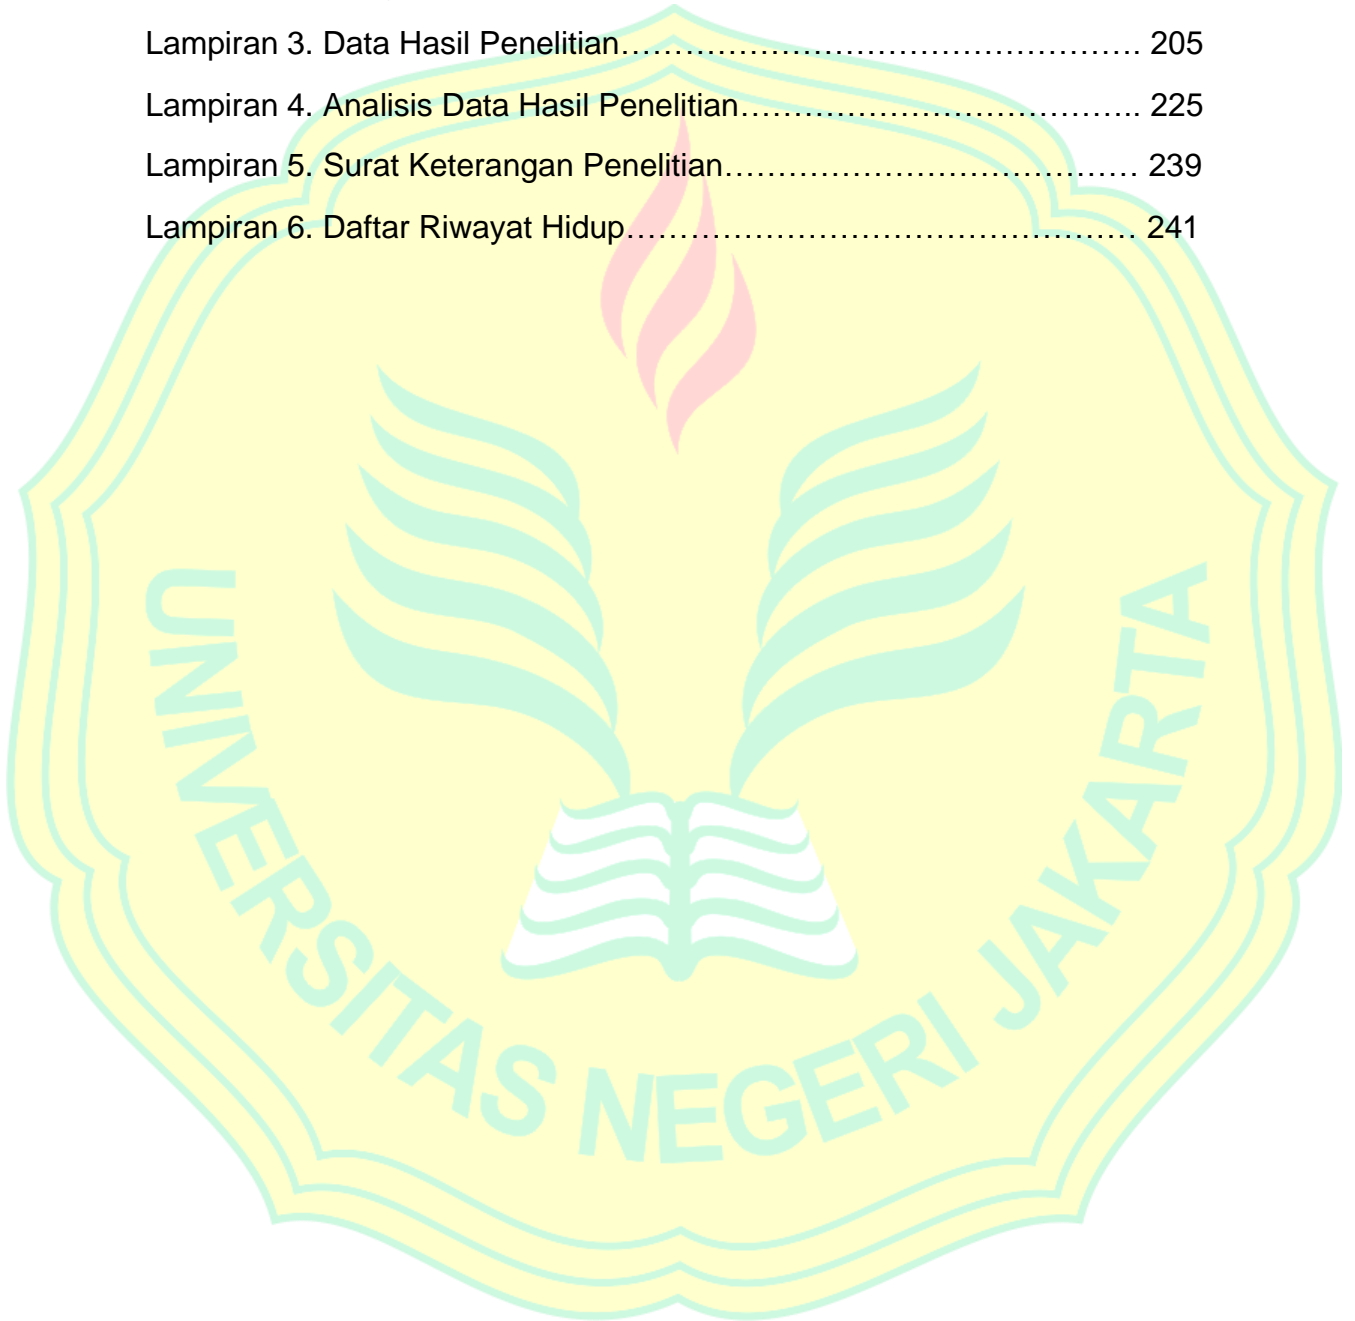 Lampiran 3. Data Hasil Penelitian…………………………………………. 205
Lampiran 4. Analisis Data Hasil Penelitian……………………………….. 225
Lampiran 5. Surat Keterangan Penelitian………………………………… 239
Lampiran 6. Daftar Riwayat Hidup…………………………………..…… 241
UNIVERSITAS NEGERI JAKARTA